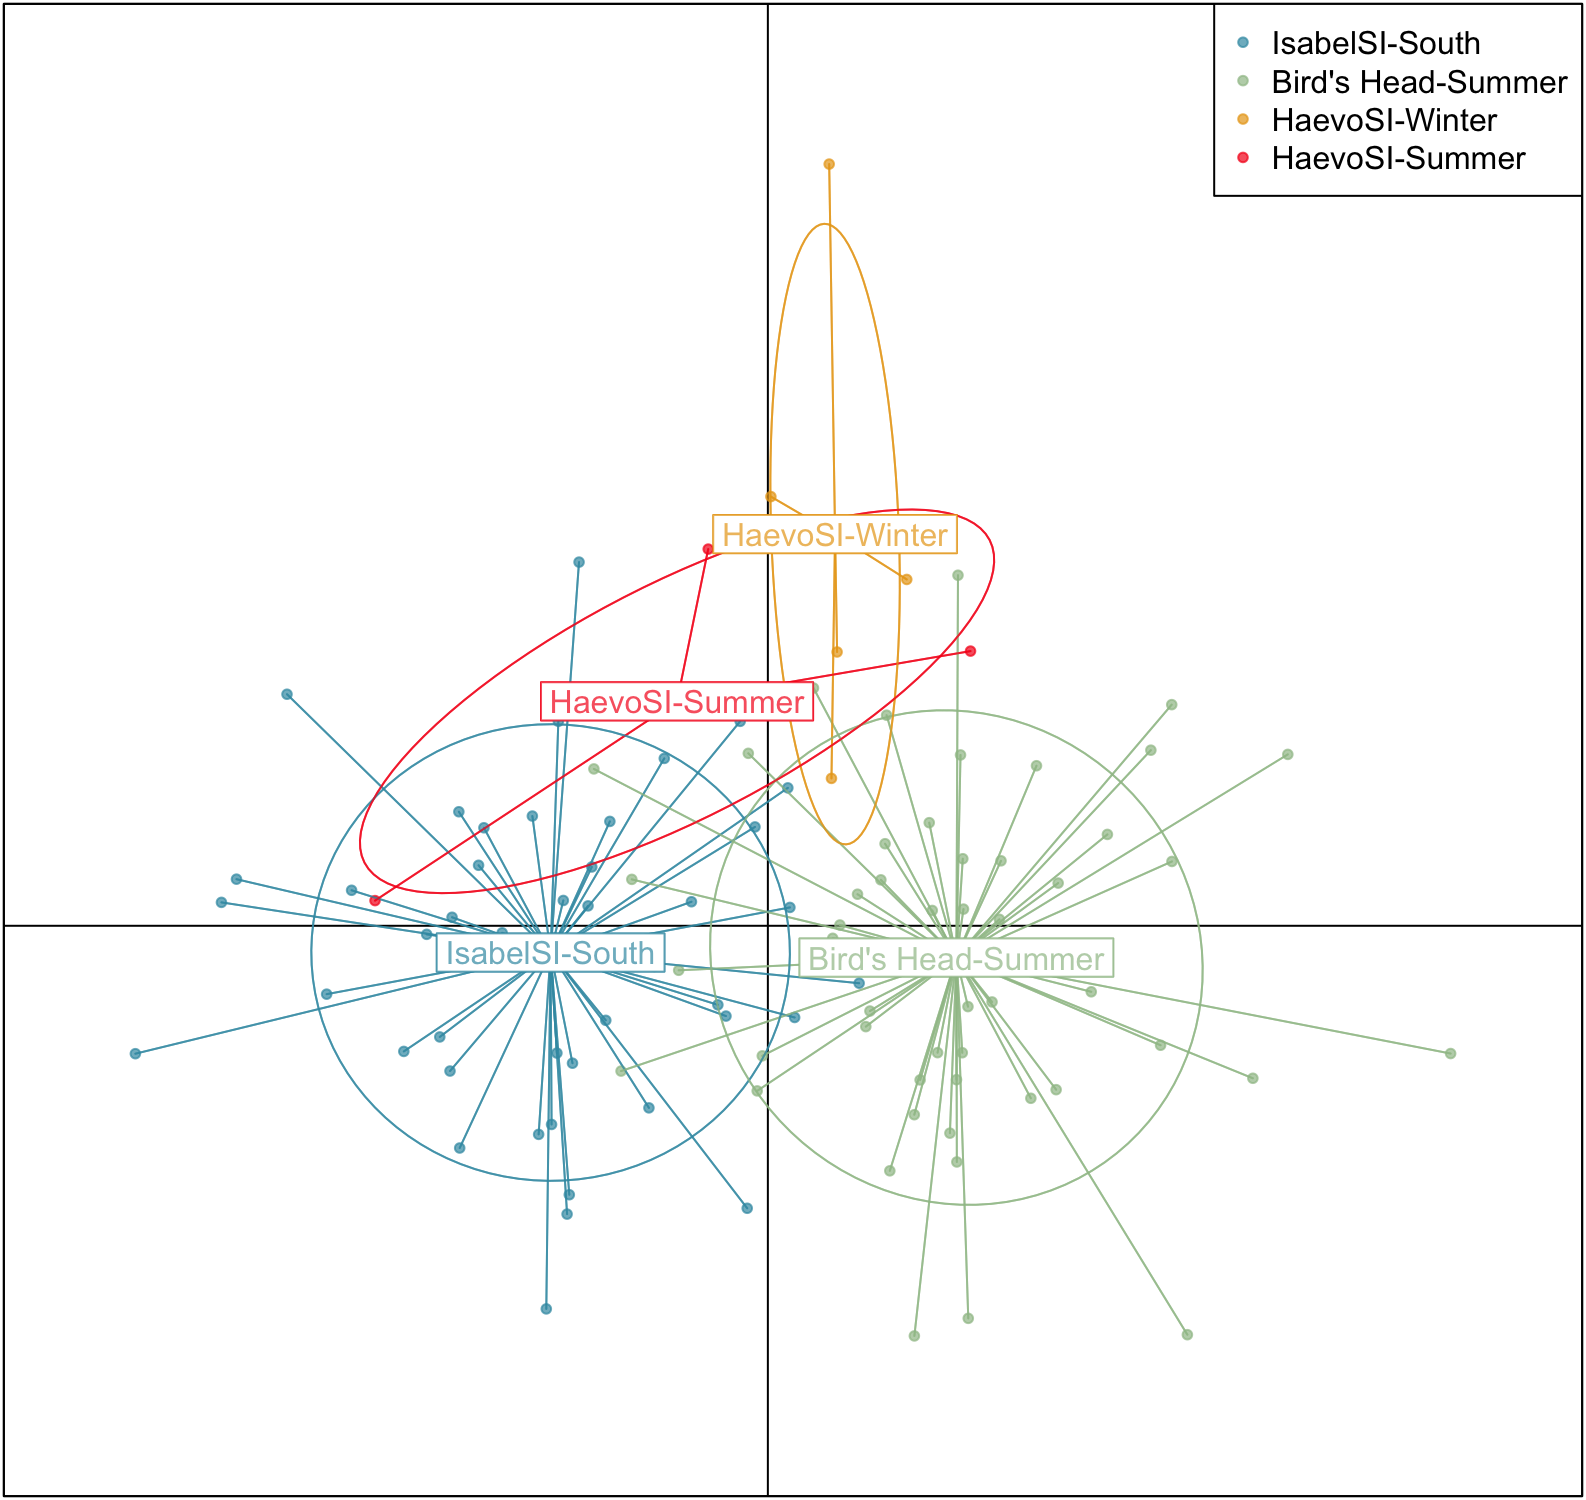 IsabelSI-South
Bird's Head-Summer
HaevoSI-Winter
HaevoSI-Summer
HaevoSI-Winter
HaevoSI-Summer
IsabelSI-South
Bird's Head-Summer